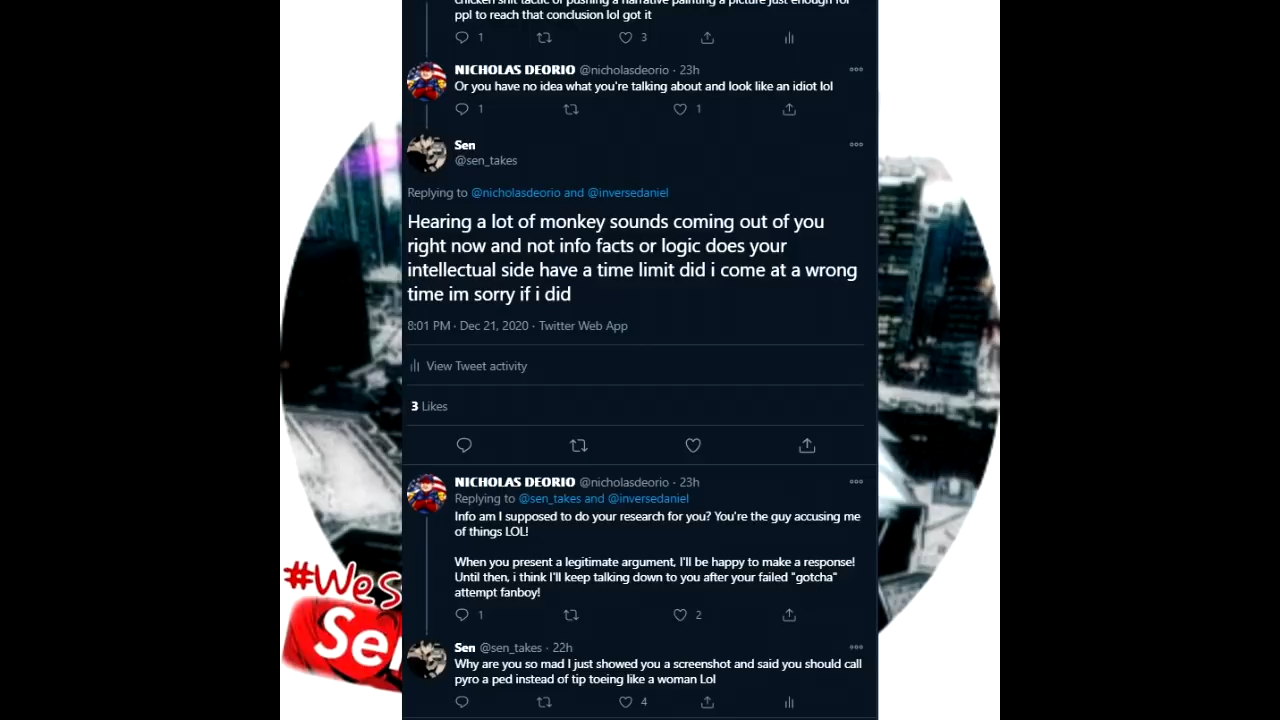 chicken shit tactic of pushing a narrative painting a picture just enough for
ppl to reach that conclusion lol got it
1
3
NICHOLAS DEORIO @nicholasdeorio · 23h
Or you have no idea what you're talking about and look like an idiot lol
1
1
Sen
@sen_takes
Replying to @nicholasdeorio and @inversedaniel
Hearing a lot of monkey sounds coming out of you
right now and not info facts or logic does your
intellectual side have a time limit did i come at a wrong
time im sorry if i did
8:01 PM · Dec 21, 2020 · Twitter Web App
View Tweet activity
3 Likes
NICHOLAS DEORIO @nicholasdeorio · 23h
Replying to @sen_takes and @inversedaniel
Info am I supposed to do your research for you? You're the guy accusing me
of things LOL!
When you present a legitimate argument, I'll be happy to make a response!
Until then, i think I'll keep talking down to you after your failed "gotcha"
attempt fanboy!
1
2
Sen @sen_takes · 22h
Why are you so mad I just showed you a screenshot and said you should call
pyro a ped instead of tip toeing like a woman Lol
4
#WeS
Sen